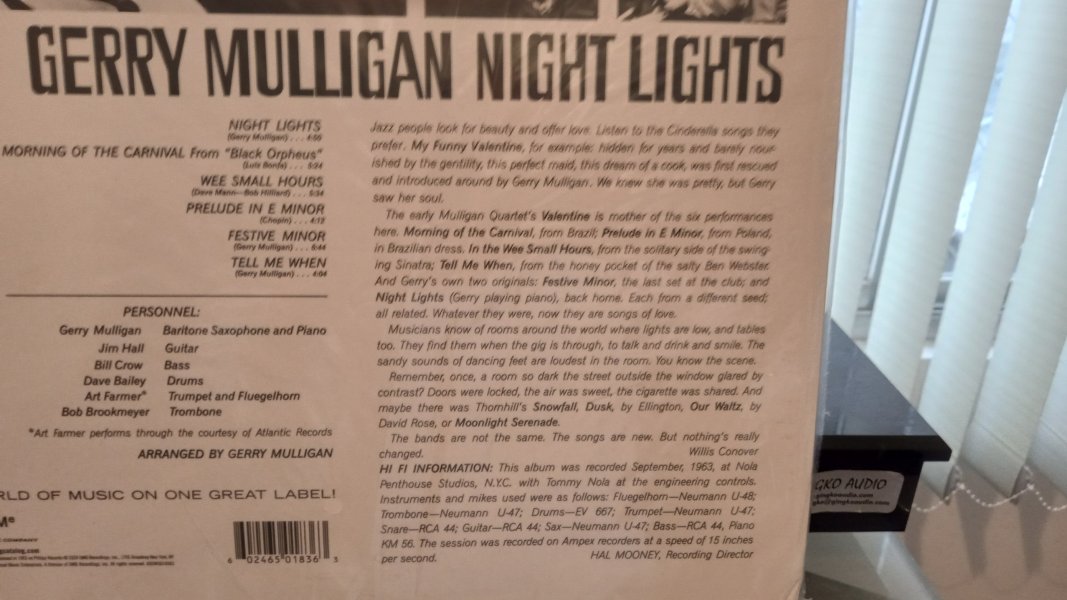 GERRY MULLIGAN NIGHT LIGHTS
NIGHT LIGHTS
(Gerry Mulligan) . . . 4:55
MORNING OF THE CARNIVAL From "Black Orpheus"
(Luis Bonfa) . . . 5:24
WEE SMALL HOURS
(Dave Mann—Bob Hilliard) . . . 5:34
PRELUDE IN E MINOR
(Chopin) . . . 4:12
FESTIVE MINOR
(Gerry Mulligan) . . . 6:44
TELL ME WHEN
(Gerry Mulligan) . . . 4:04
PERSONNEL:
Gerry Mulligan Baritone Saxophone and Piano
Jim Hall Guitar
Bill Crow Bass
Dave Bailey Drums
Art Farmer* Trumpet and Fluegelhorn
Bob Brookmeyer Trombone
*Art Farmer performs through the courtesy of Atlantic Records
ARRANGED BY GERRY MULLIGAN
RLD OF MUSIC ON ONE GREAT LABEL!
6 02465 01836 3
Jazz people look for beauty and offer love. Listen to the Cinderella songs they
prefer. My Funny Valentine, for example: hidden for years and barely nour-
ished by the gentility, this perfect maid, this dream of a cook, was first rescued
and introduced around by Gerry Mulligan. We knew she was pretty, but Gerry
saw her soul.
The early Mulligan Quartet's Valentine is mother of the six performances
here. Morning of the Carnival, from Brazil; Prelude in E Minor, from Poland,
in Brazilian dress. In the Wee Small Hours, from the solitary side of the swing-
ing Sinatra; Tell Me When, from the honey pocket of the salty Ben Webster.
And Gerry's own two originals: Festive Minor, the last set at the club; and
Night Lights (Gerry playing piano), back home. Each from a different seed;
all related. Whatever they were, now they are songs of love.
Musicians know of rooms around the world where lights are low, and tables
too. They find them when the gig is through, to talk and drink and smile. The
sandy sounds of dancing feet are loudest in the room. You know the scene.
Remember, once, a room so dark the street outside the window glared by
contrast? Doors were locked, the air was sweet, the cigarette was shared. And
maybe there was Thornhill's Snowfall, Dusk, by Ellington, Our Waltz, by
David Rose, or Moonlight Serenade.
The bands are not the same. The songs are new. But nothing's really
changed. Willis Conover
HI FI INFORMATION: This album was recorded September, 1963, at Nola
Penthouse Studios, N.Y.C. with Tommy Nola at the engineering controls.
Instruments and mikes used were as follows: Fluegelhorn—Neumann U-48;
Trombone—Neumann U-47; Drums—EV 667; Trumpet—Neumann U-47;
Snare—RCA 44; Guitar—RCA 44; Sax—Neumann U-47; Bass—RCA 44, Piano
KM 56. The session was recorded on Ampex recorders at a speed of 15 inches
per second. HAL MOONEY, Recording Director
GKO AUDIO
gingkoaudio.com
@gingkoaudio.com